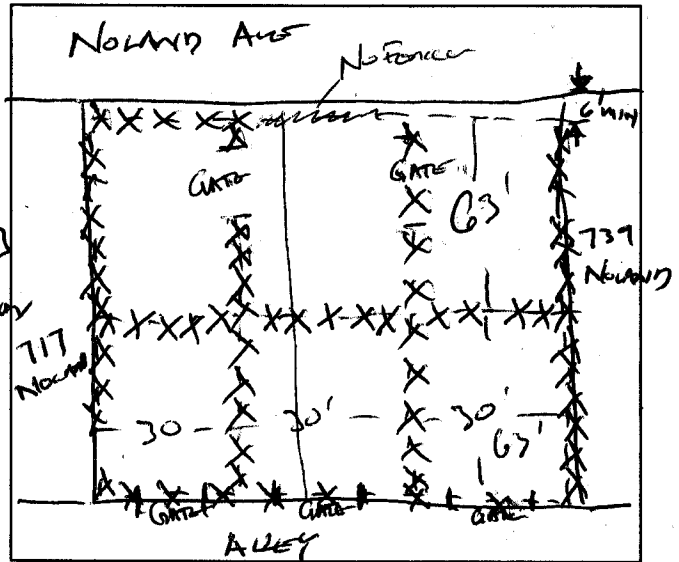 NOLAND AVE
NO FENCE
6' MIN
GATE
GATE
63'
739
NOLAND
717
NOLAND
30
30'
30'
63'
GATE
GATE
GATE
ALLEY